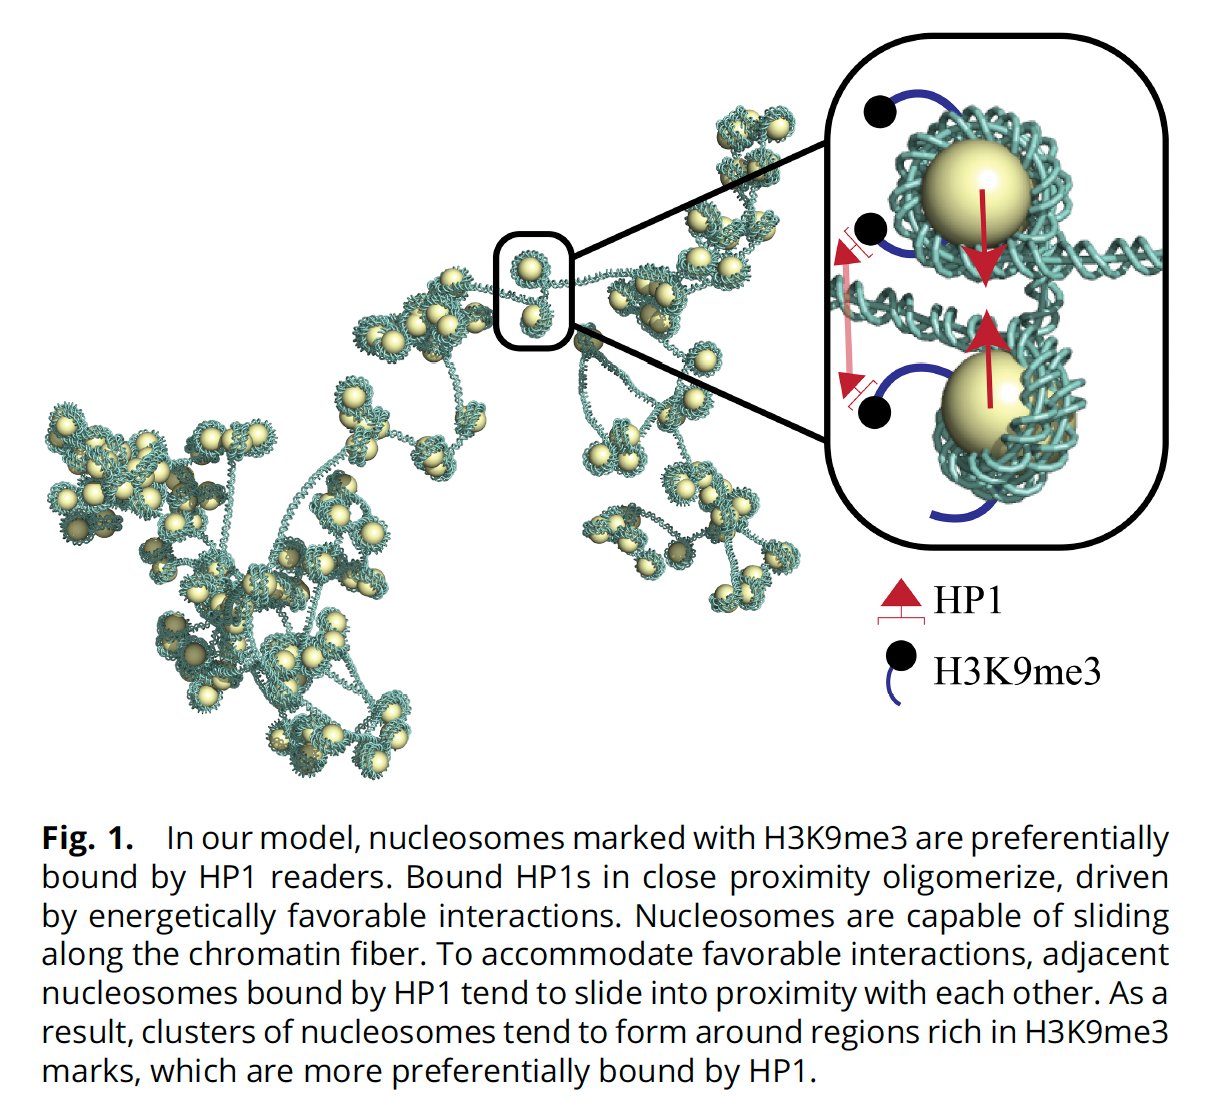 HP1
H3K9me3
Fig. 1. In our model, nucleosomes marked with H3K9me3 are preferentially
bound by HP1 readers. Bound HP1s in close proximity oligomerize, driven
by energetically favorable interactions. Nucleosomes are capable of sliding
along the chromatin fiber. To accommodate favorable interactions, adjacent
nucleosomes bound by HP1 tend to slide into proximity with each other. As a
result, clusters of nucleosomes tend to form around regions rich in H3K9me3
marks, which are more preferentially bound by HP1.